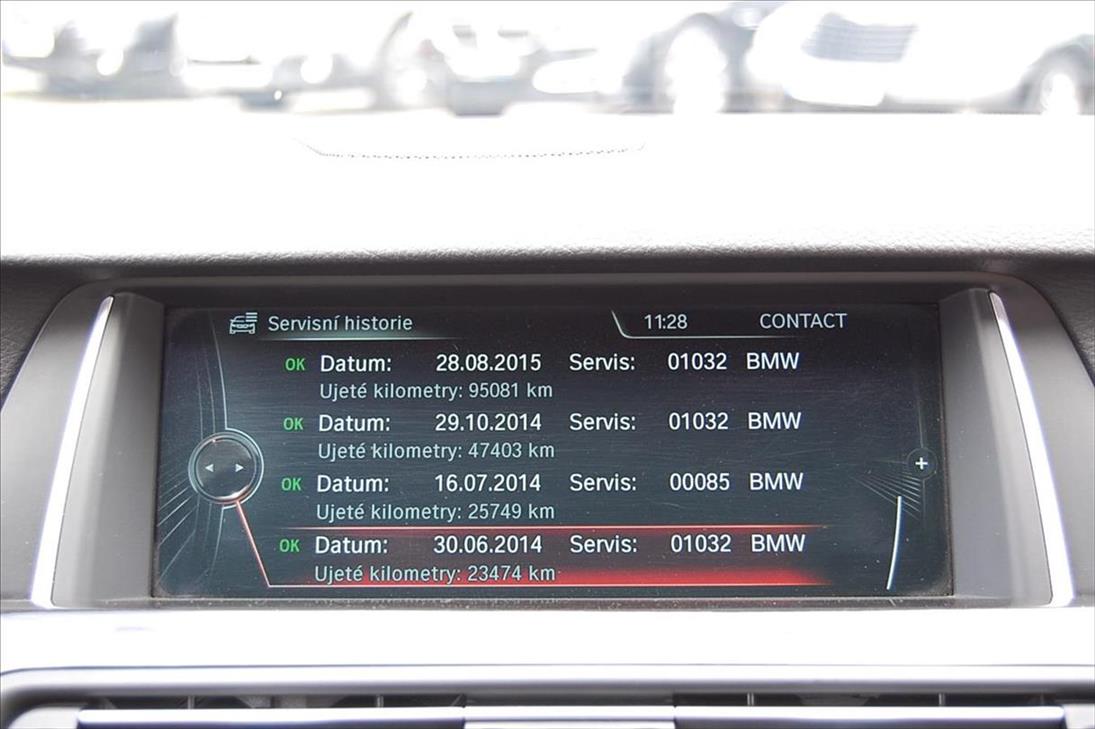 Servisní historie 11:28 CONTACT
OK Datum: 28.08.2015 Servis: 01032 BMW
Ujeté kilometry: 95081 km
OK Datum: 29.10.2014 Servis: 01032 BMW
Ujeté kilometry: 47403 km
OK Datum: 16.07.2014 Servis: 00085 BMW
Ujeté kilometry: 25749 km
OK Datum: 30.06.2014 Servis: 01032 BMW
Ujeté kilometry: 23474 km